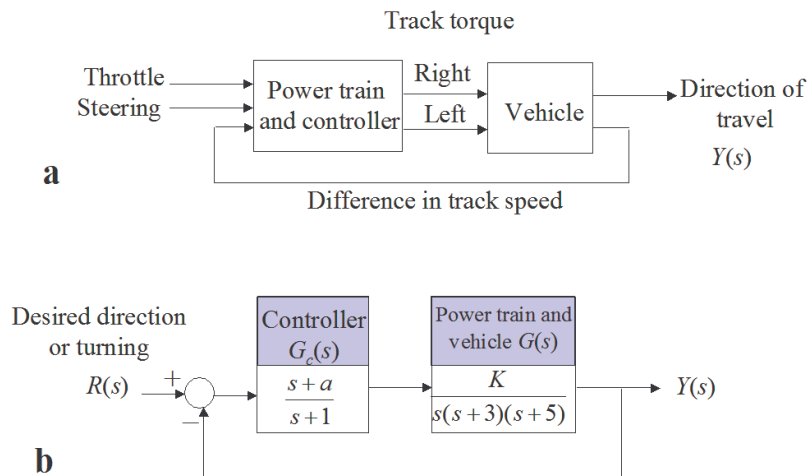 Track torque
Throttle
Steering
Power train
and controller
Right
Left
Vehicle
Direction of
travel
Y(s)
a
Difference in track speed
Desired direction
or turning
R(s)
+
−
Controller
G_c(s)
s+a
s+1
Power train and
vehicle G(s)
K
s(s+3)(s+5)
Y(s)
b